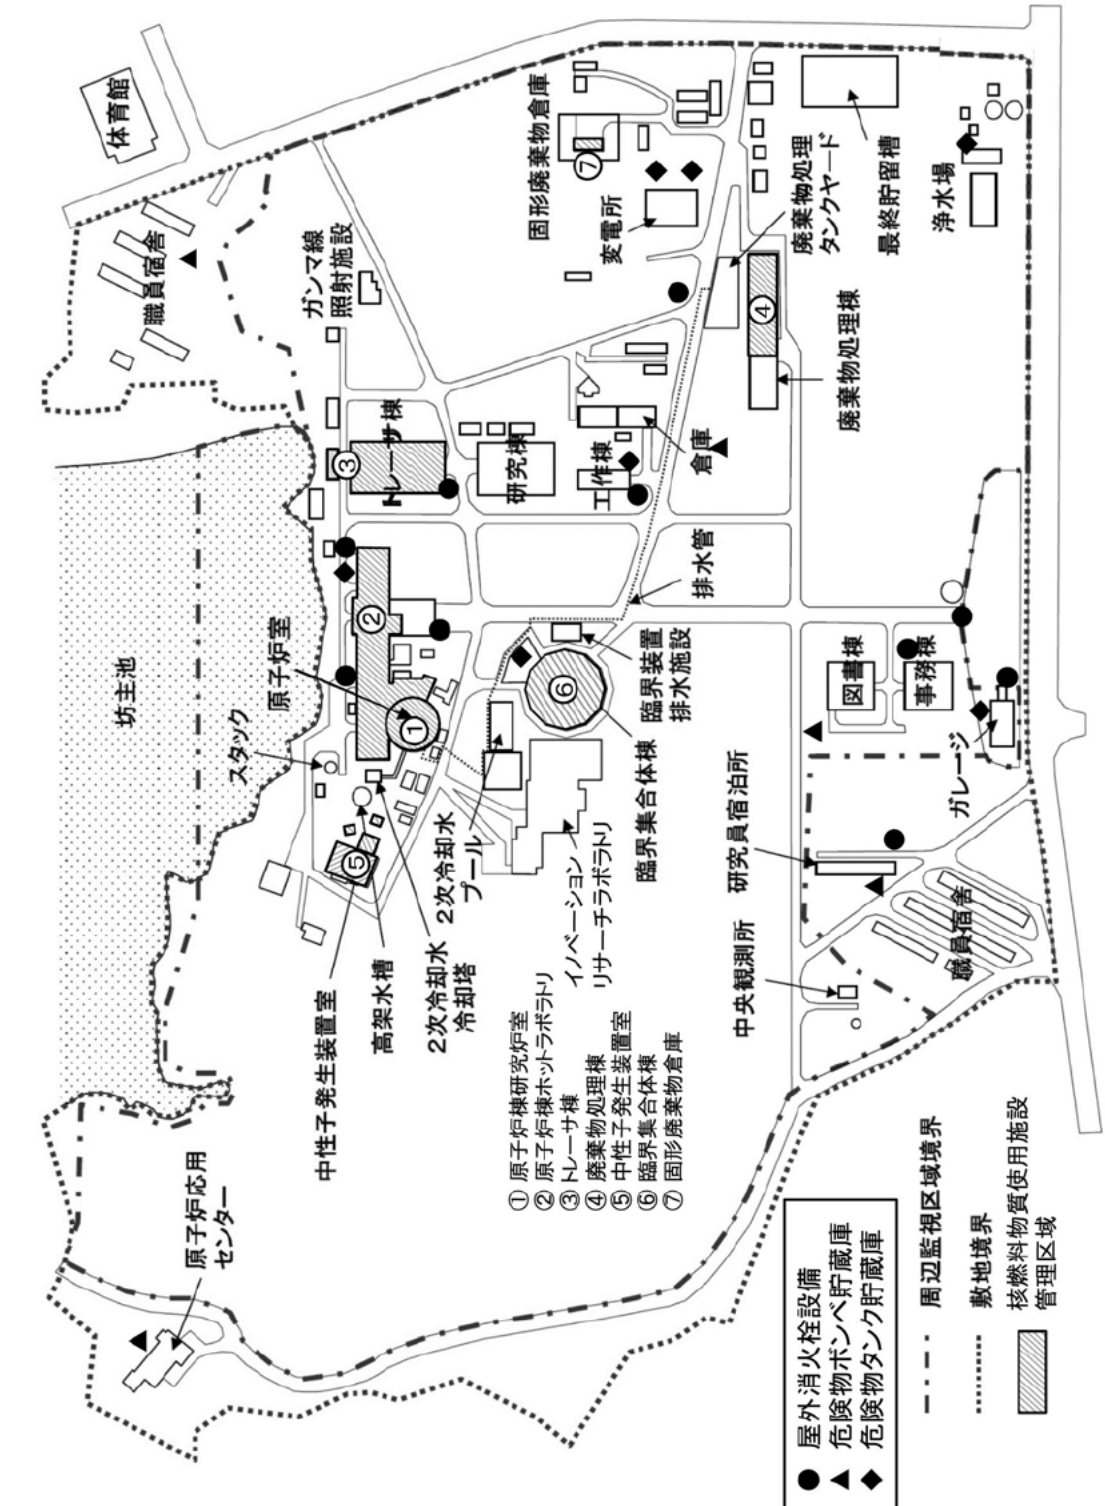 体育館
職員宿舎
坊主池
ガンマ線
照射施設
固形廃棄物倉庫
⑦
変電所
廃棄物処理
タンクヤード
最終貯留槽
浄水場
④
廃棄物処理棟
③
トレーサ棟
研究棟
工作棟
倉庫
排水管
②
原子炉室
①
スタック
⑥
臨界装置
排水施設
臨界集合体棟
図書棟
事務棟
ガレージ
研究員宿泊所
中央観測所
職員宿舎
⑤
2次冷却水
プール
イノベーション
リサーチラボラトリ
2次冷却水
冷却塔
高架水槽
中性子発生装置室
原子炉応用
センター
① 原子炉棟研究炉室
② 原子炉棟ホットラボラトリ
③ トレーサ棟
④ 廃棄物処理棟
⑤ 中性子発生装置室
⑥ 臨界集合体棟
⑦ 固形廃棄物倉庫
● 屋外消火栓設備
▲ 危険物ボンベ貯蔵庫
◆ 危険物タンク貯蔵庫
周辺監視区域境界
敷地境界
核燃料物質使用施設
管理区域